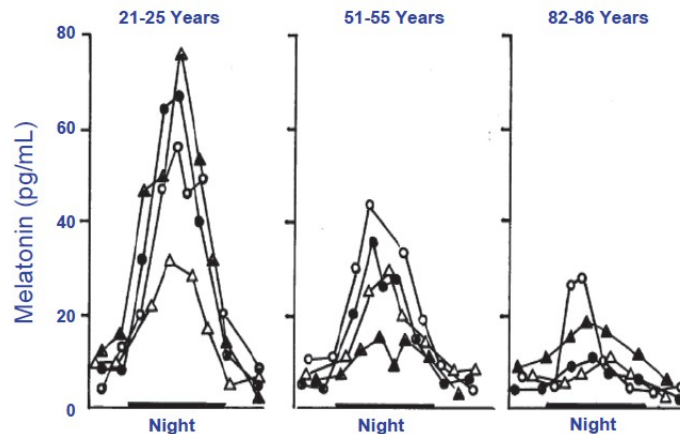 21-25 Years
51-55 Years
82-86 Years
Melatonin (pg/mL)
80
60
40
20
0
Night
Night
Night